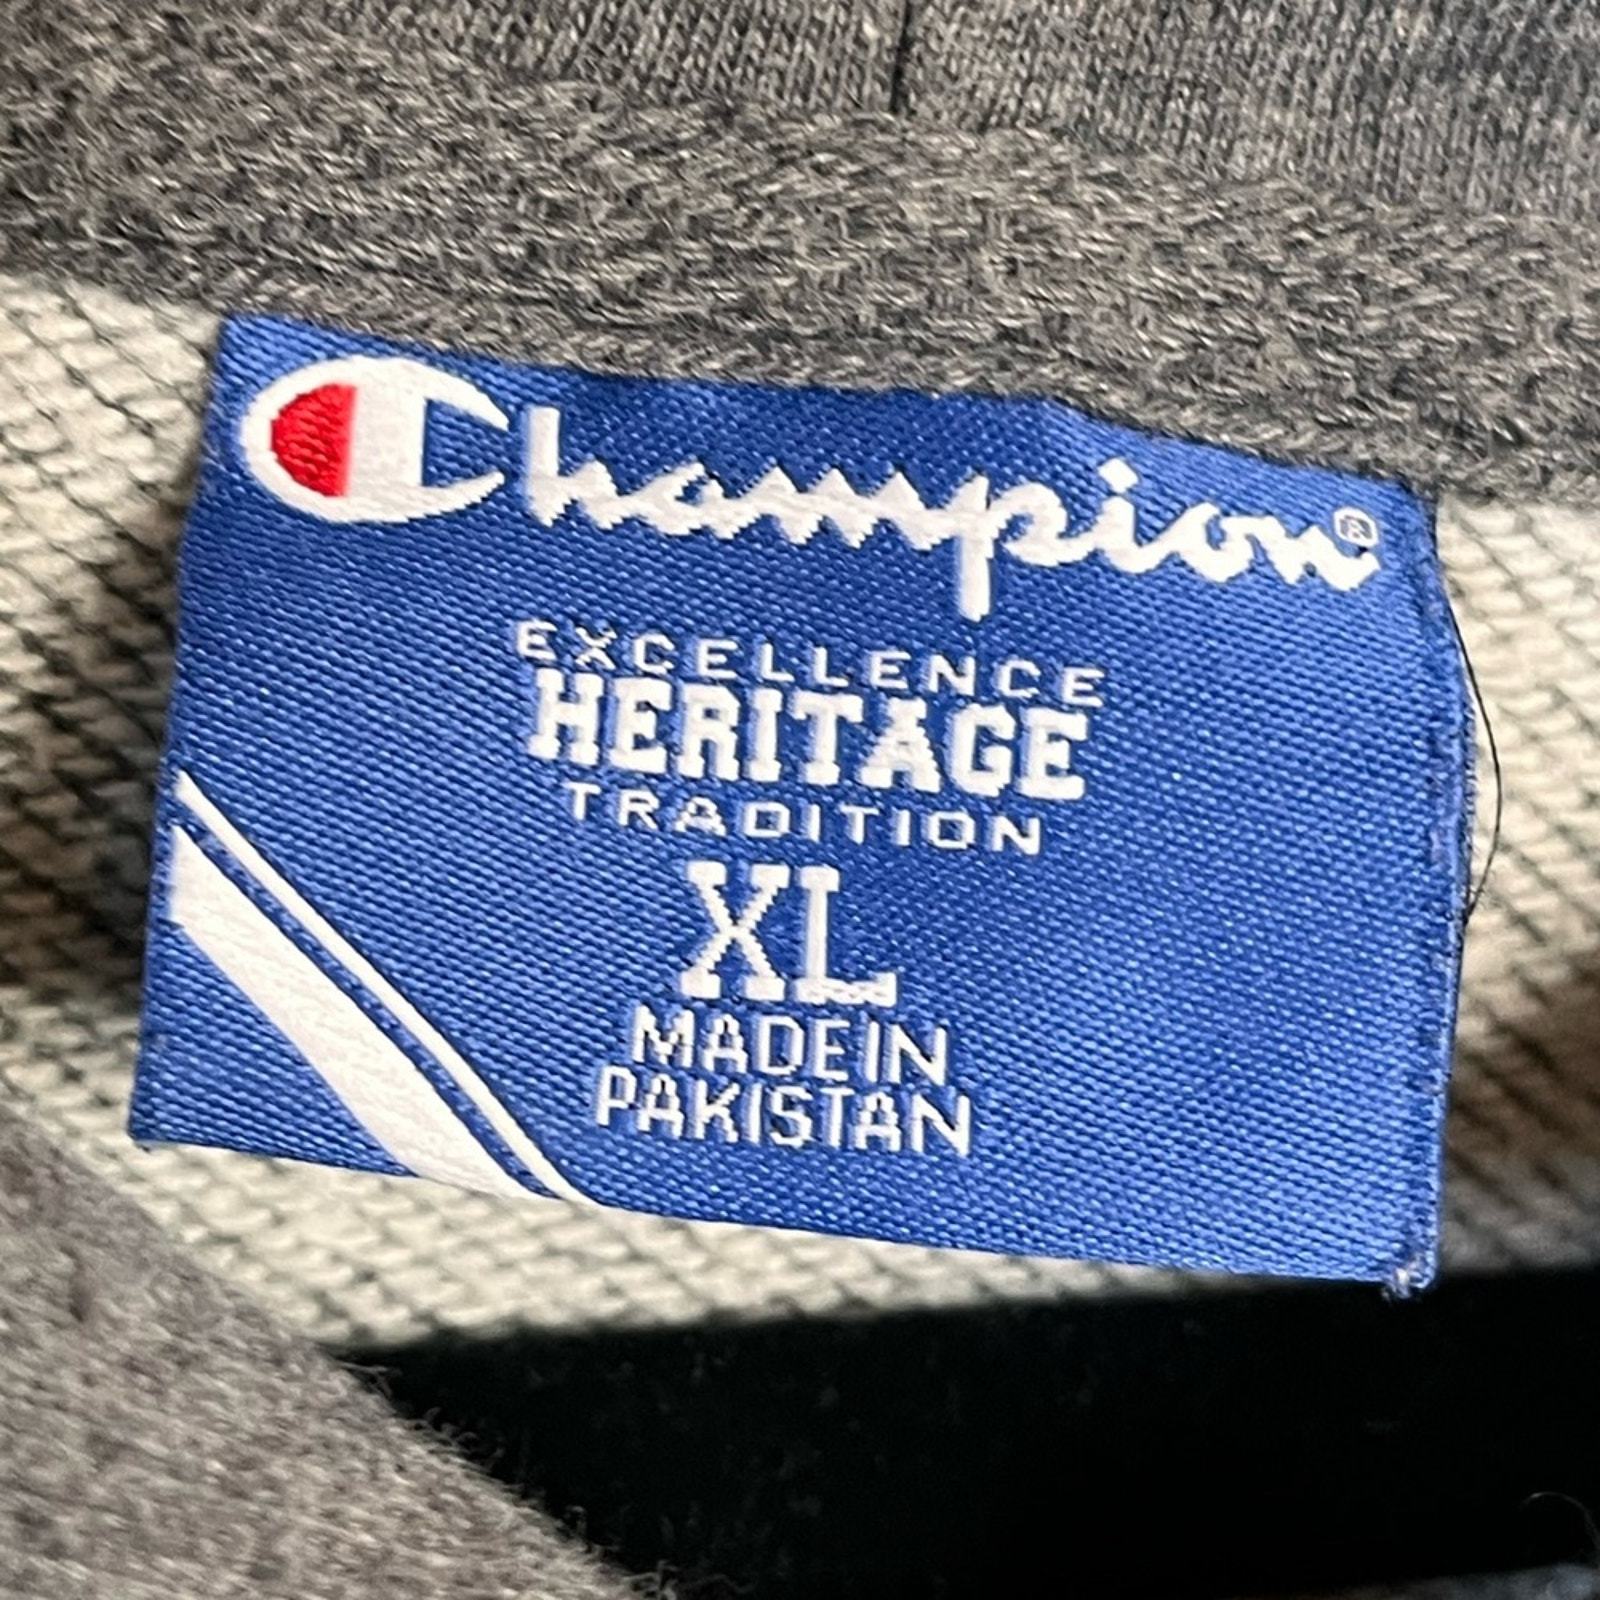 Champion®
EXCELLENCE
HERITAGE
TRADITION
XL
MADE IN
PAKISTAN